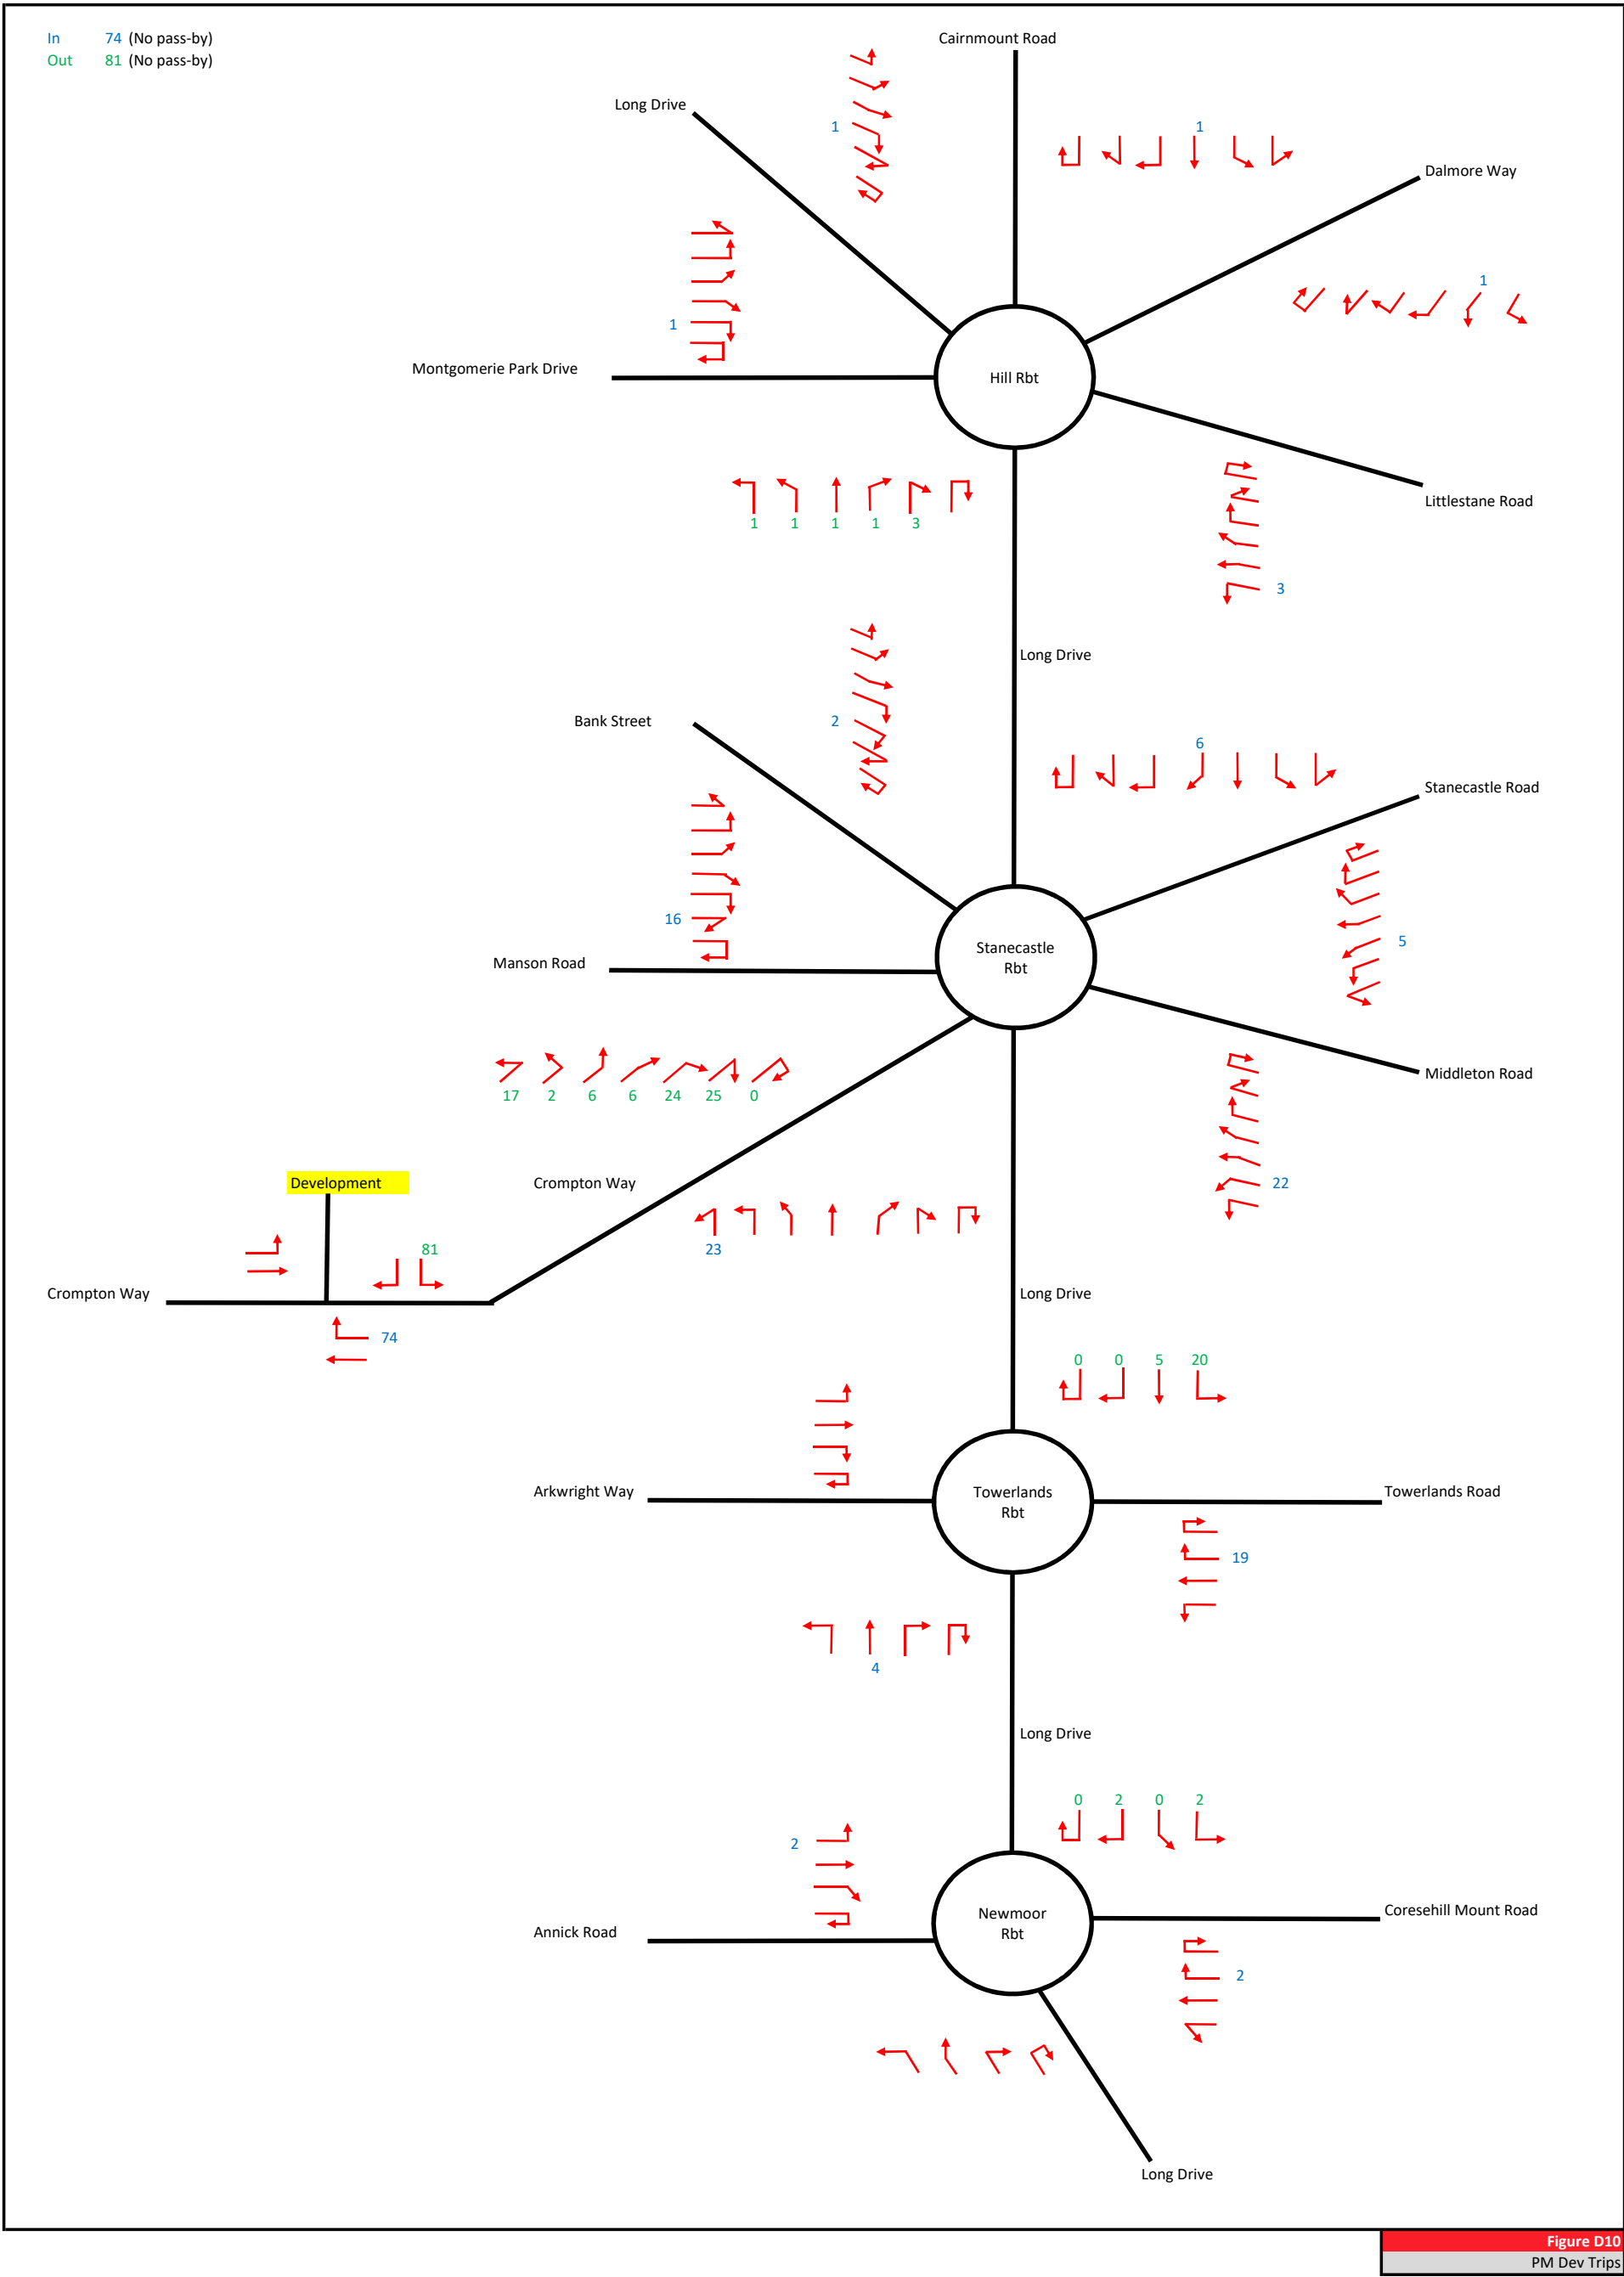 In 74 (No pass-by)
Out 81 (No pass-by)
Cairnmount Road
Long Drive
1
1
Dalmore Way
1
1
Montgomerie Park Drive
Hill Rbt
Littlestane Road
1 1 1 1 3
3
Long Drive
Bank Street
2
6
Stanecastle Road
16
5
Manson Road
Stanecastle
Rbt
Middleton Road
17 2 6 6 24 25 0
22
Development
Crompton Way
23
81
Crompton Way
Long Drive
74
0 0 5 20
Arkwright Way
Towerlands
Rbt
Towerlands Road
19
4
Long Drive
0 2 0 2
2
Newmoor
Rbt
Coresehill Mount Road
Annick Road
2
Long Drive
Figure D10
PM Dev Trips